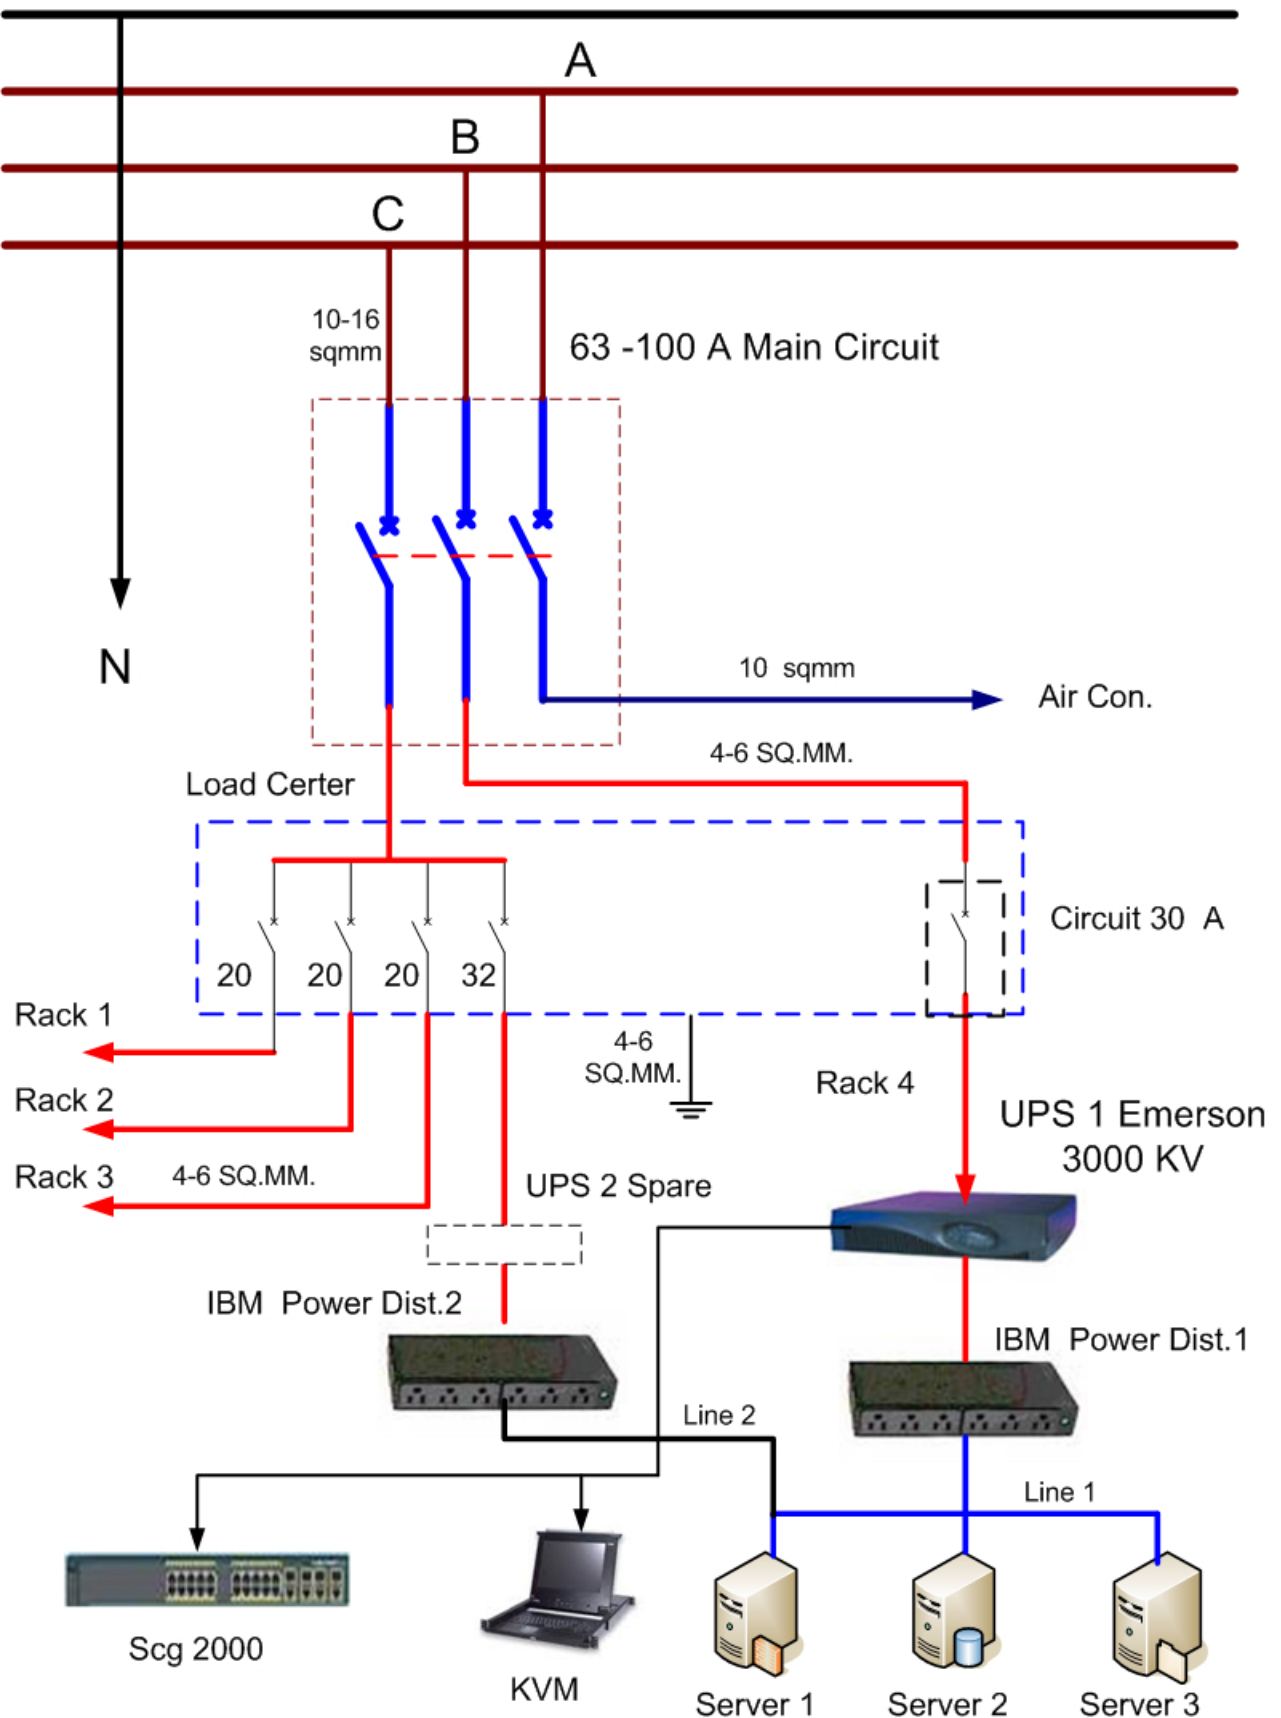 A
B
C
10-16
sqmm
63 -100 A Main Circuit
N
10 sqmm
Air Con.
4-6 SQ.MM.
Load Certer
Circuit 30 A
20
20
20
32
Rack 1
4-6
SQ.MM.
Rack 4
Rack 2
UPS 1 Emerson
3000 KV
Rack 3
4-6 SQ.MM.
UPS 2 Spare
IBM Power Dist.2
IBM Power Dist.1
Line 2
Line 1
Scg 2000
KVM
Server 1
Server 2
Server 3